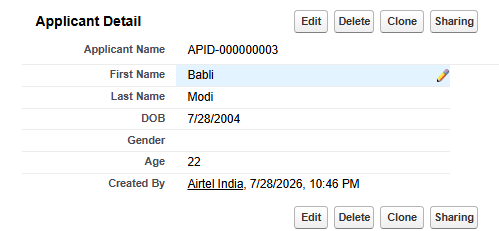 Applicant Detail Edit Delete Clone Sharing
Applicant Name APID-000000003
First Name Babli
Last Name Modi
DOB 7/28/2004
Gender
Age 22
Created By Airtel India, 7/28/2026, 10:46 PM
Edit Delete Clone Sharing